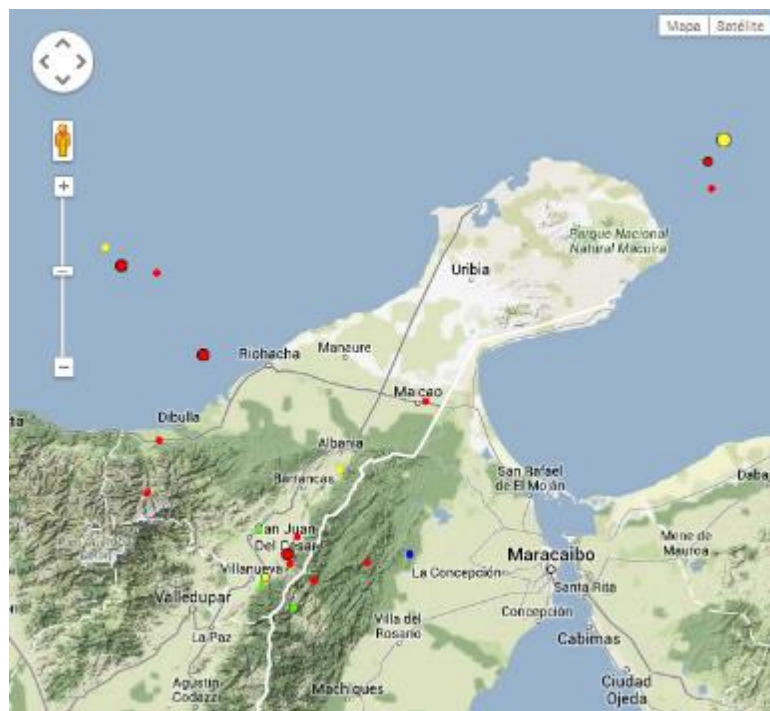 Mapa
Satélite
Parque Nacional
Natural Macuira
Uribia
Riohacha
Manaure
Maicao
Dibulla
Albania
Barrancas
San Rafael
de El Moján
San Juan
Del Cesar
Mene de
Mauroa
Maracaibo
Villanueva
La Concepción
Santa Rita
Valledupar
Concepción
Villa del
Rosario
La Paz
Cabimas
Agustin
Codazzi
Machiques
Ciudad
Ojeda